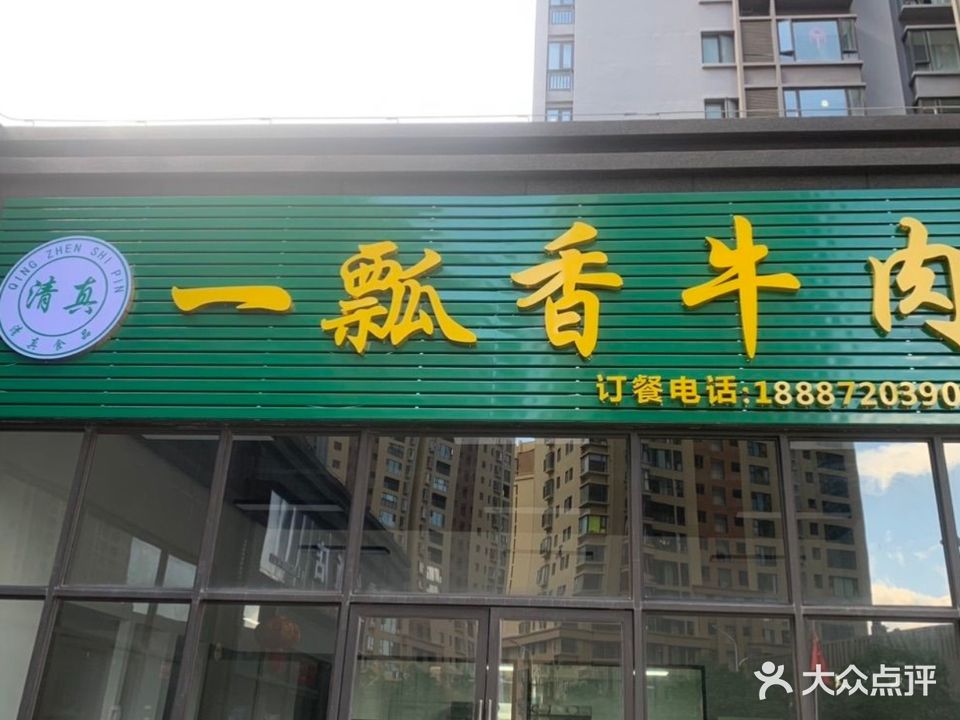 QING ZHEN SHI PIN
清真
清真食品
一瓢香牛肉
订餐电话:1888720390
大众点评